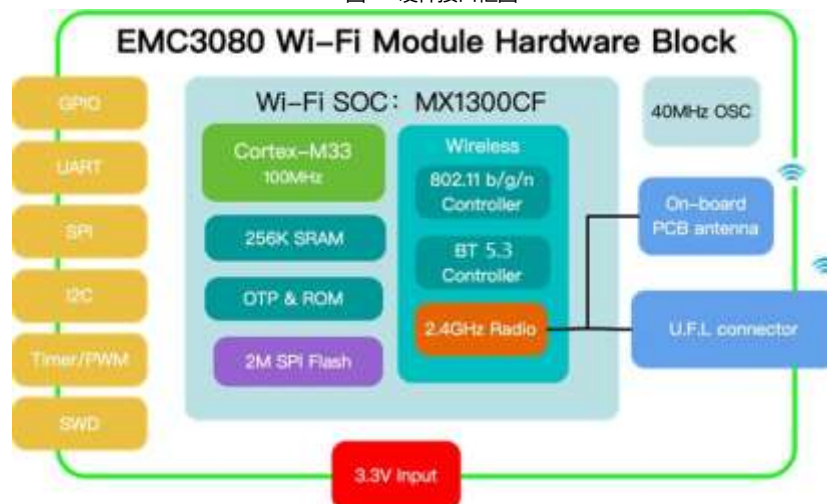 EMC3080 Wi-Fi Module Hardware Block
GPIO
UART
SPI
I2C
Timer/PWM
SWD
Wi-Fi SOC: MX1300CF
Cortex-M33
100MHz
256K SRAM
OTP & ROM
2M SPI Flash
Wireless
802.11 b/g/n
Controller
BT 5.3
Controller
2.4GHz Radio
40MHz OSC
On-board
PCB antenna
U.F.L connector
3.3V Input